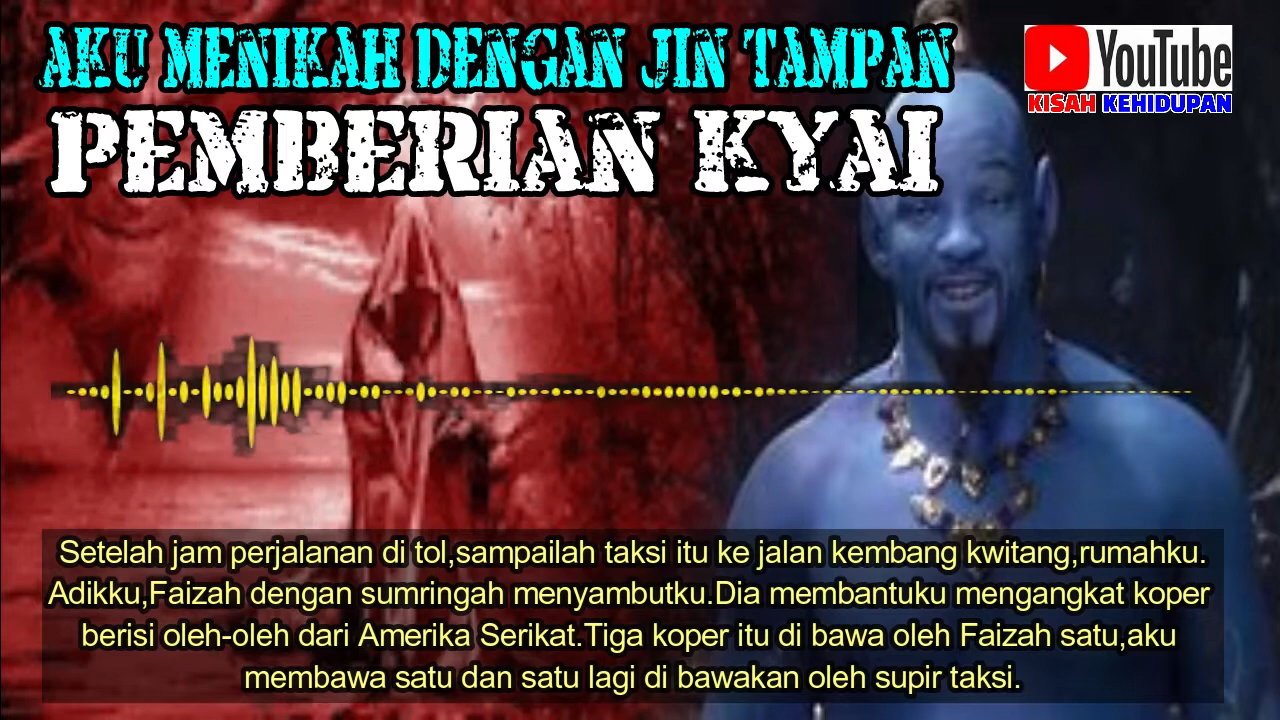 AKU MENIKAH DENGAN JIN TAMPAN
PEMBERIAN KYAI
YouTube
KISAH KEHIDUPAN
Setelah jam perjalanan di tol,sampailah taksi itu ke jalan kembang kwitang,rumahku.
Adikku,Faizah dengan sumringah menyambutku.Dia membantuku mengangkat koper
berisi oleh-oleh dari Amerika Serikat.Tiga koper itu di bawa oleh Faizah satu,aku
membawa satu dan satu lagi di bawakan oleh supir taksi.